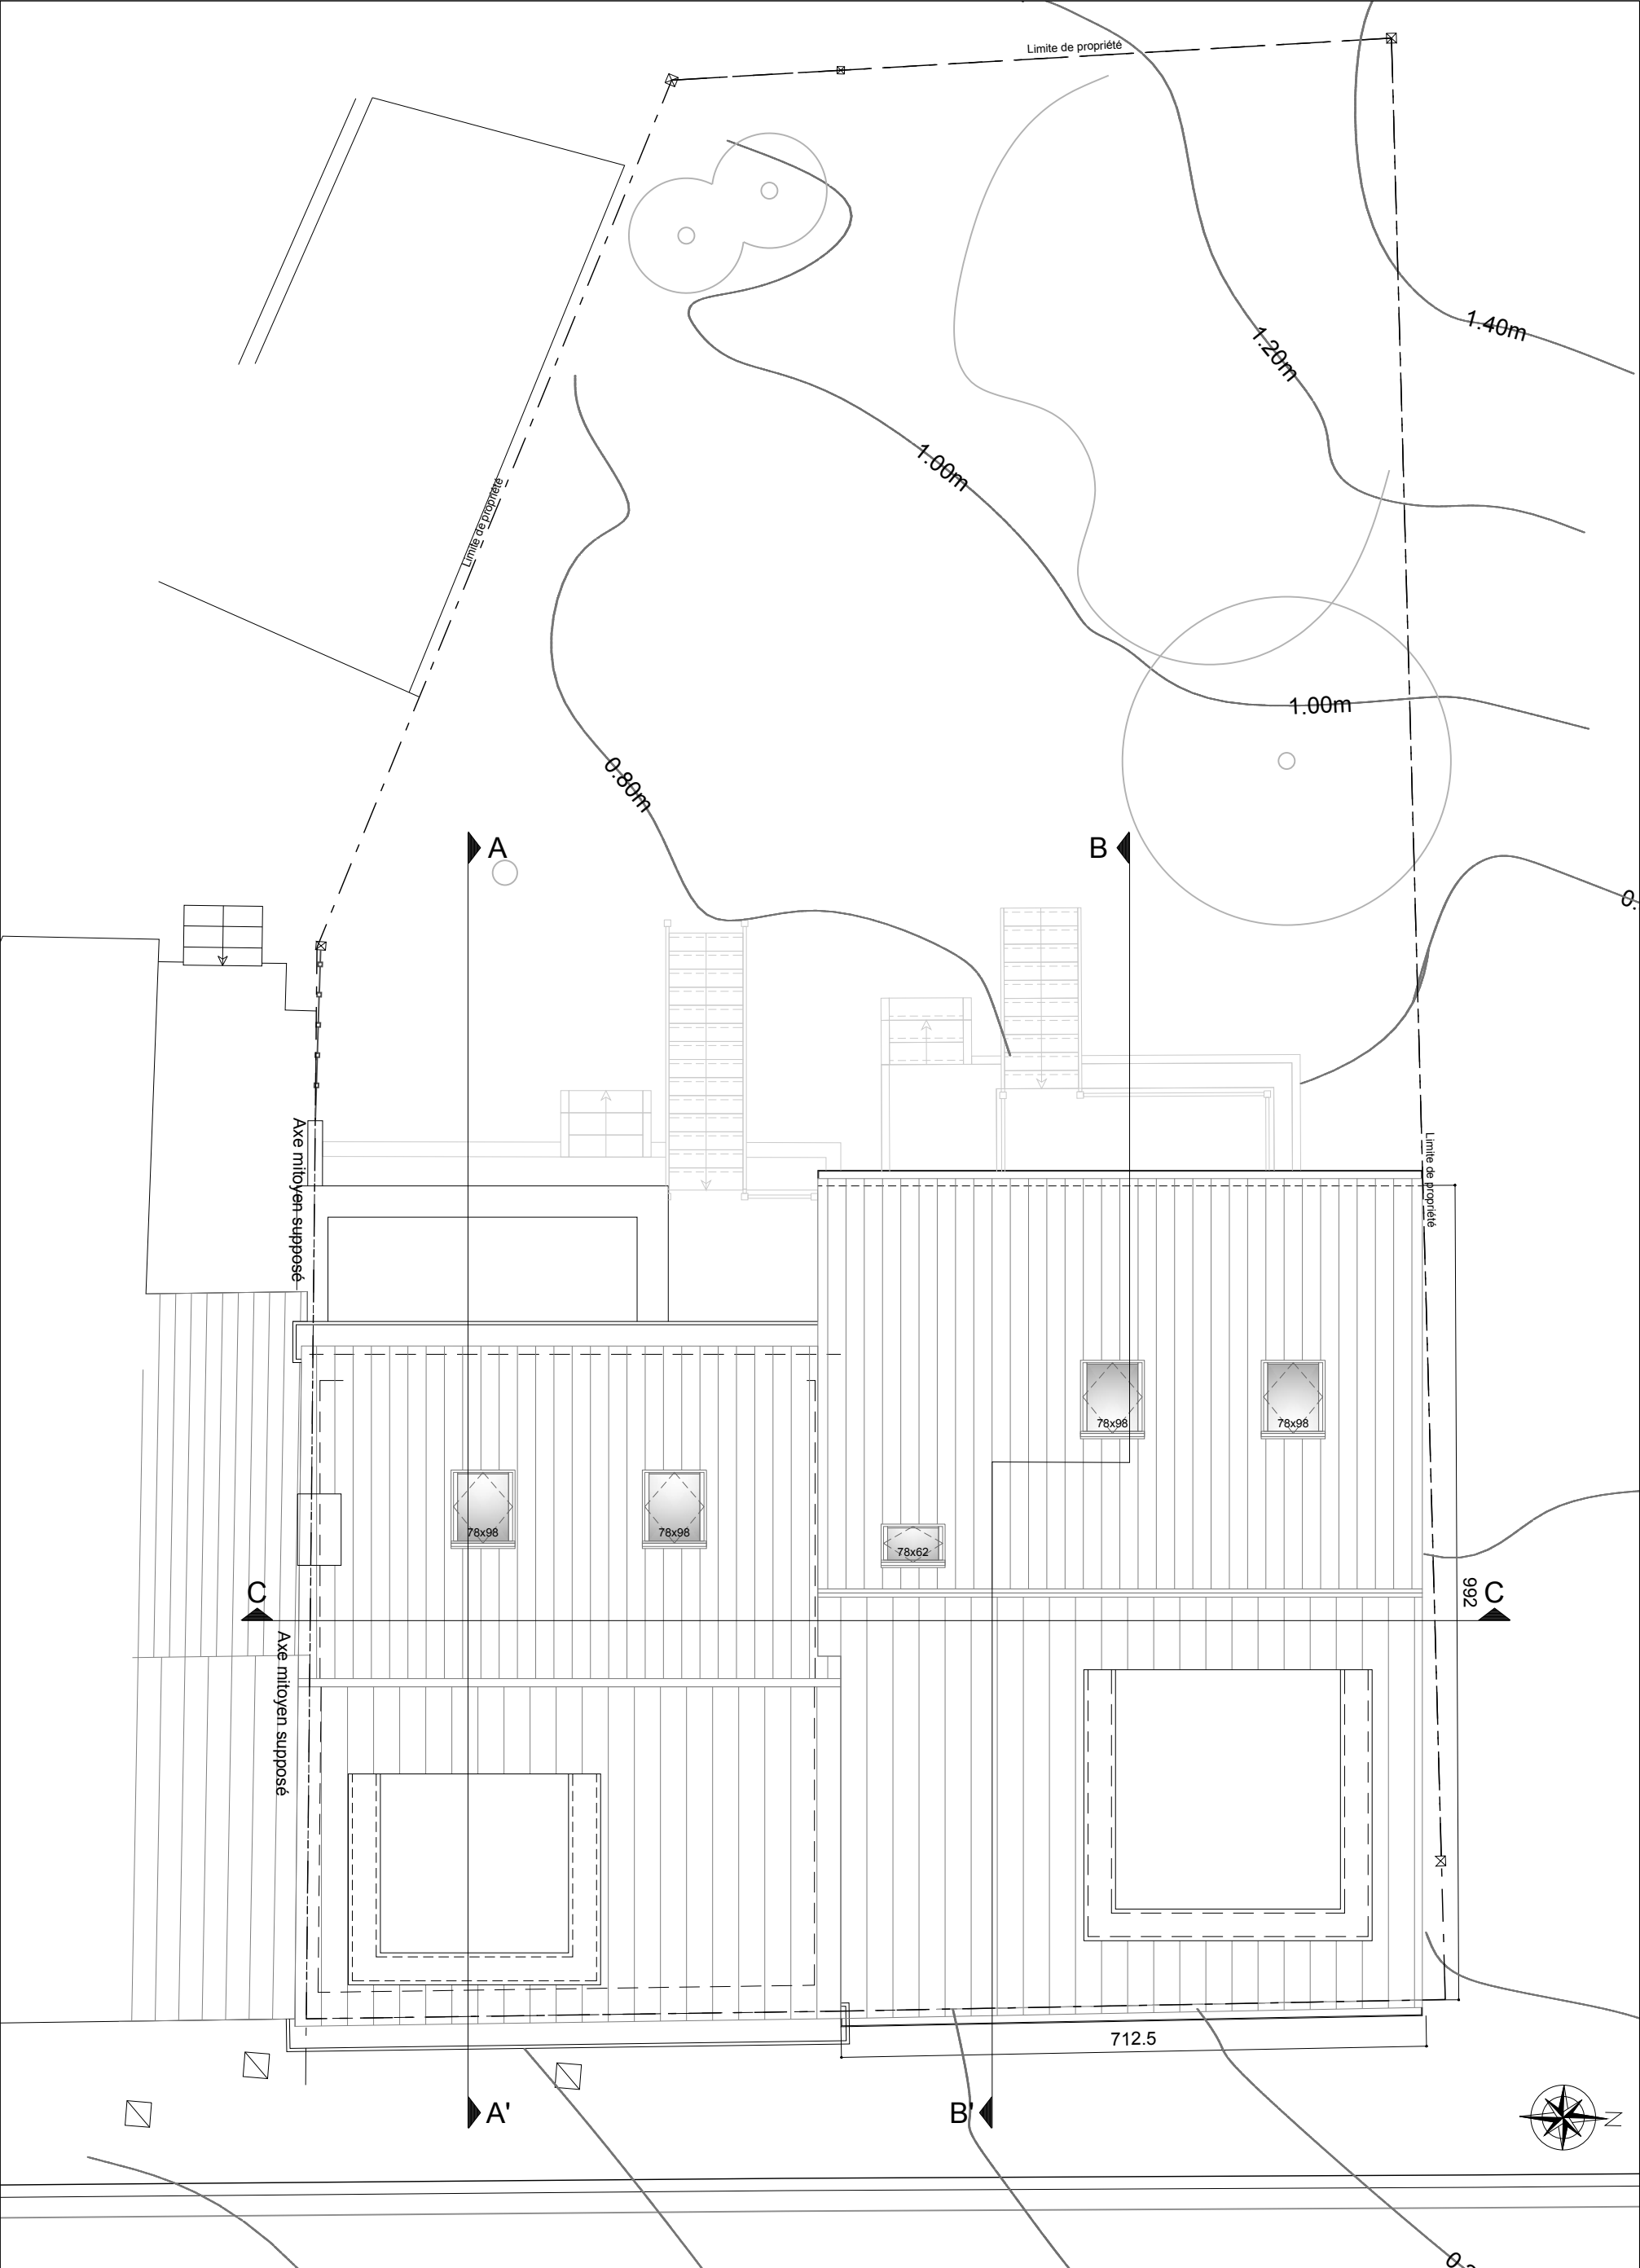 Limite de propriété
1.40m
1.20m
1.00m
Limite de propriété
1.00m
0.80m
A
B
Axe mitoyen supposé
Limite de propriété
78x98
78x98
78x98
78x98
78x62
C
992
C
Axe mitoyen supposé
712.5
A'
B'
N